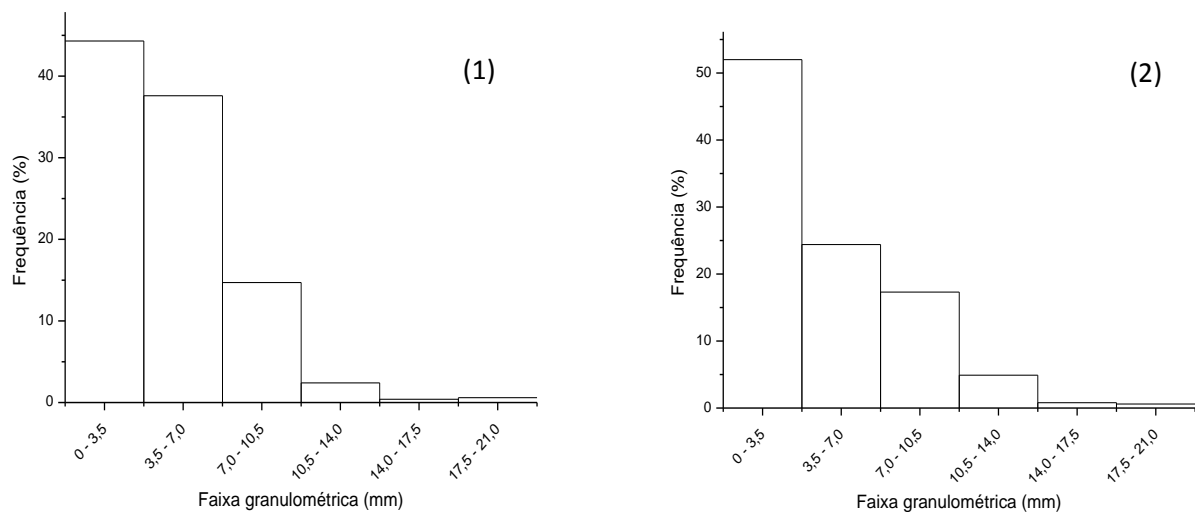 (1)
Frequência (%)
40
30
20
10
0
0 - 3,5
3,5 - 7,0
7,0 - 10,5
10,5 - 14,0
14,0 - 17,5
17,5 - 21,0
Faixa granulométrica (mm)
(2)
Frequência (%)
50
40
30
20
10
0
0 - 3,5
3,5 - 7,0
7,0 - 10,5
10,5 - 14,0
14,0 - 17,5
17,5 - 21,0
Faixa granulométrica (mm)